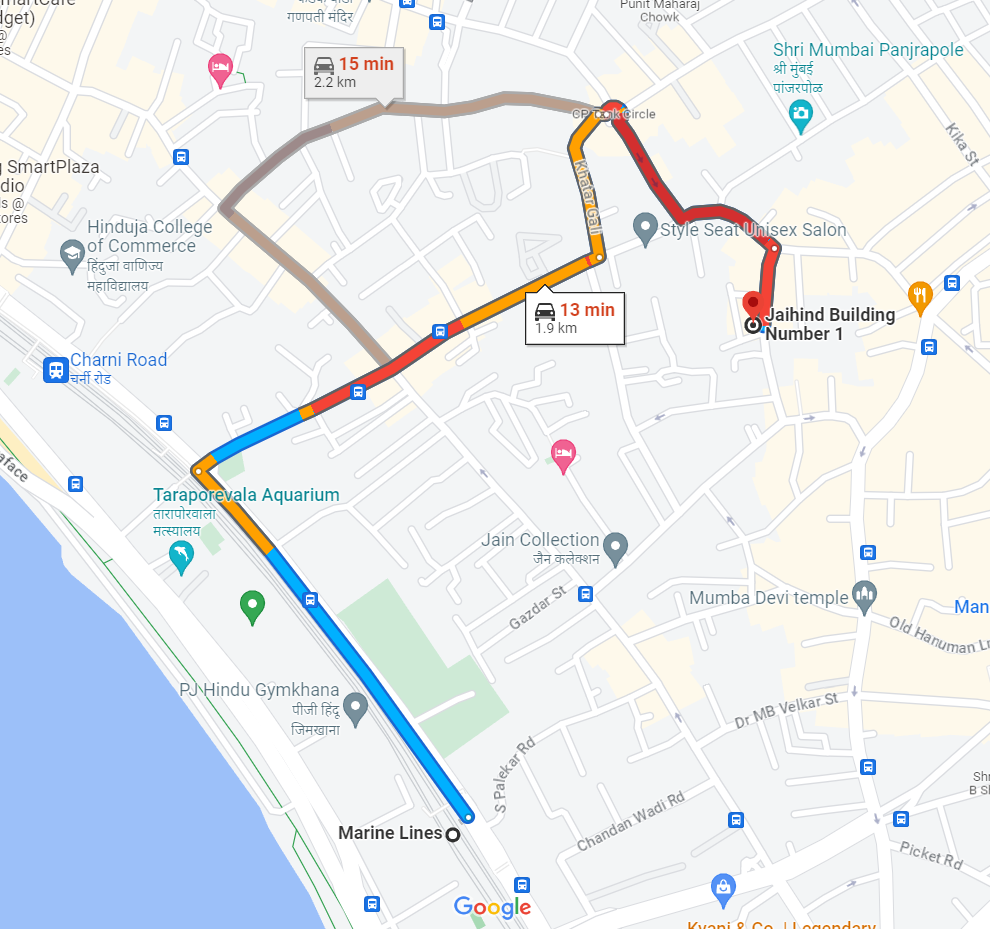 dget)
गणपती मंदिर
Punit Maharaj
Chowk
Shri Mumbai Panjrapole
श्री मुंबई
पांजरपोळ
15 min
2.2 km
CP Tank Circle
Kika St
SmartPlaza
Khatar Gali
Hinduja College
of Commerce
हिंदुजा वाणिज्य
महाविद्यालय
Style Seat Unisex Salon
13 min
1.9 km
Jaihind Building
Number 1
Charni Road
चर्नी रोड
Taraporevala Aquarium
तारापोरवाला
मत्स्यालय
Jain Collection
जैन कलेक्शन
Gazdar St
Mumba Devi temple
Man
Old Hanuman Ln
PJ Hindu Gymkhana
पीजी हिंदू
जिमखाना
Dr MB Velkar St
S Palekar Rd
Marine Lines
Chandan Wadi Rd
Picket Rd
Google
Kyani & Co. | Legendary